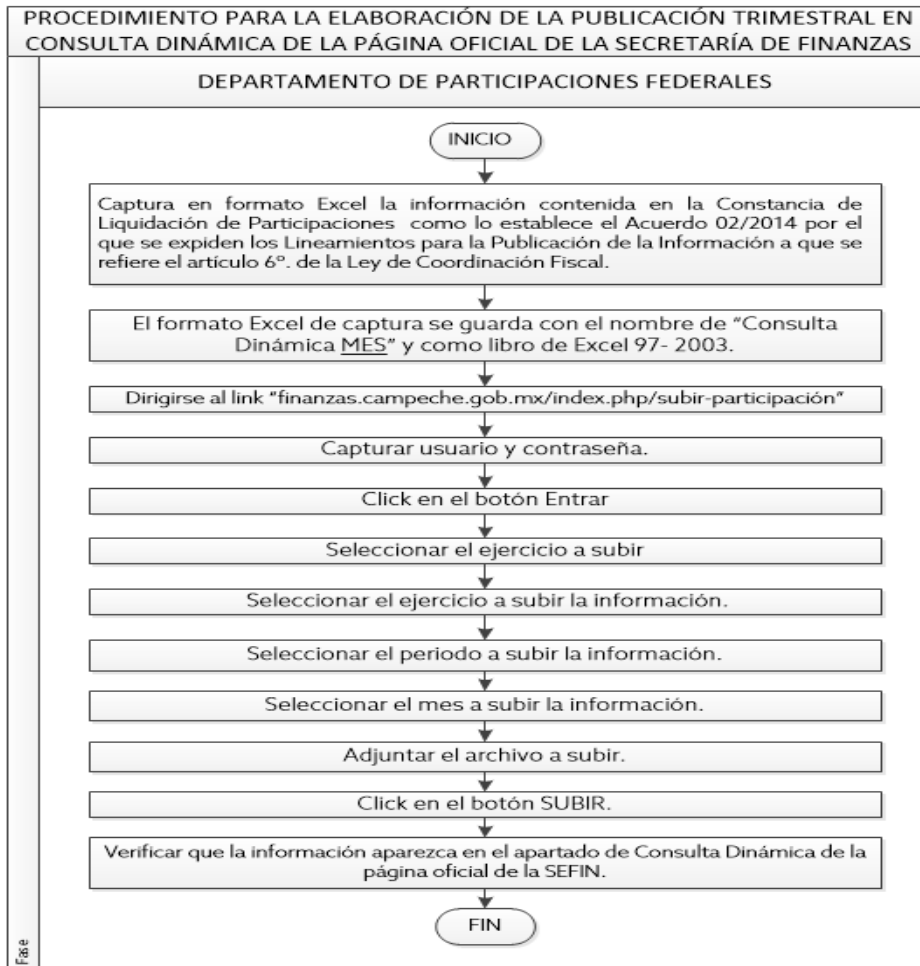 PROCEDIMIENTO PARA LA ELABORACIÓN DE LA PUBLICACIÓN TRIMESTRAL EN
CONSULTA DINÁMICA DE LA PÁGINA OFICIAL DE LA SECRETARÍA DE FINANZAS
DEPARTAMENTO DE PARTICIPACIONES FEDERALES
INICIO
Captura en formato Excel la información contenida en la Constancia de
Liquidación de Participaciones como lo establece el Acuerdo 02/2014 por el
que se expiden los Lineamientos para la Publicación de la Información a que se
refiere el artículo 6º. de la Ley de Coordinación Fiscal.
El formato Excel de captura se guarda con el nombre de “Consulta
Dinámica MES” y como libro de Excel 97- 2003.
Dirigirse al link “finanzas.campeche.gob.mx/index.php/subir-participación”
Capturar usuario y contraseña.
Click en el botón Entrar
Seleccionar el ejercicio a subir
Seleccionar el ejercicio a subir la información.
Seleccionar el periodo a subir la información.
Seleccionar el mes a subir la información.
Adjuntar el archivo a subir.
Click en el botón SUBIR.
Verificar que la información aparezca en el apartado de Consulta Dinámica de la
página oficial de la SEFIN.
FIN
Fase